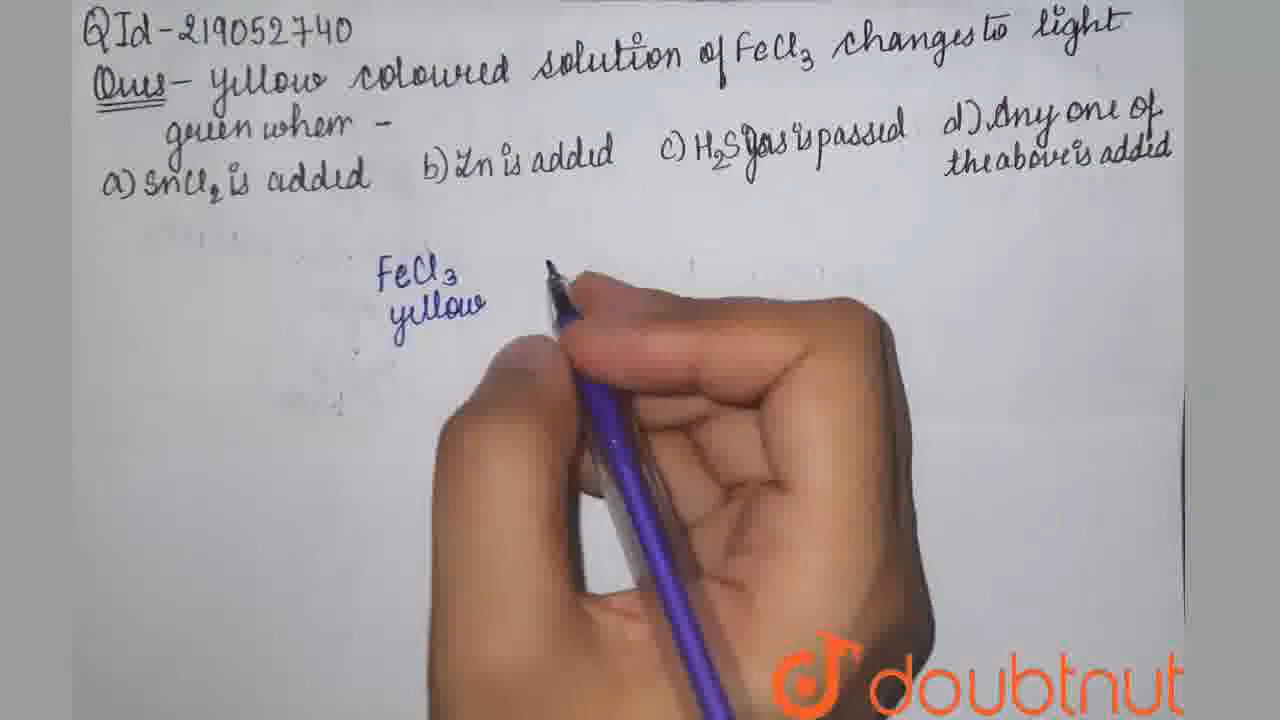 QId-219052740
Ques- yellow coloured solution of FeCl3 changes to light
green when -
a) SnCl2 is added b) Zn is added c) H2S gas is passed d) Any one of
the above is added
FeCl3
yellow
doubtnut